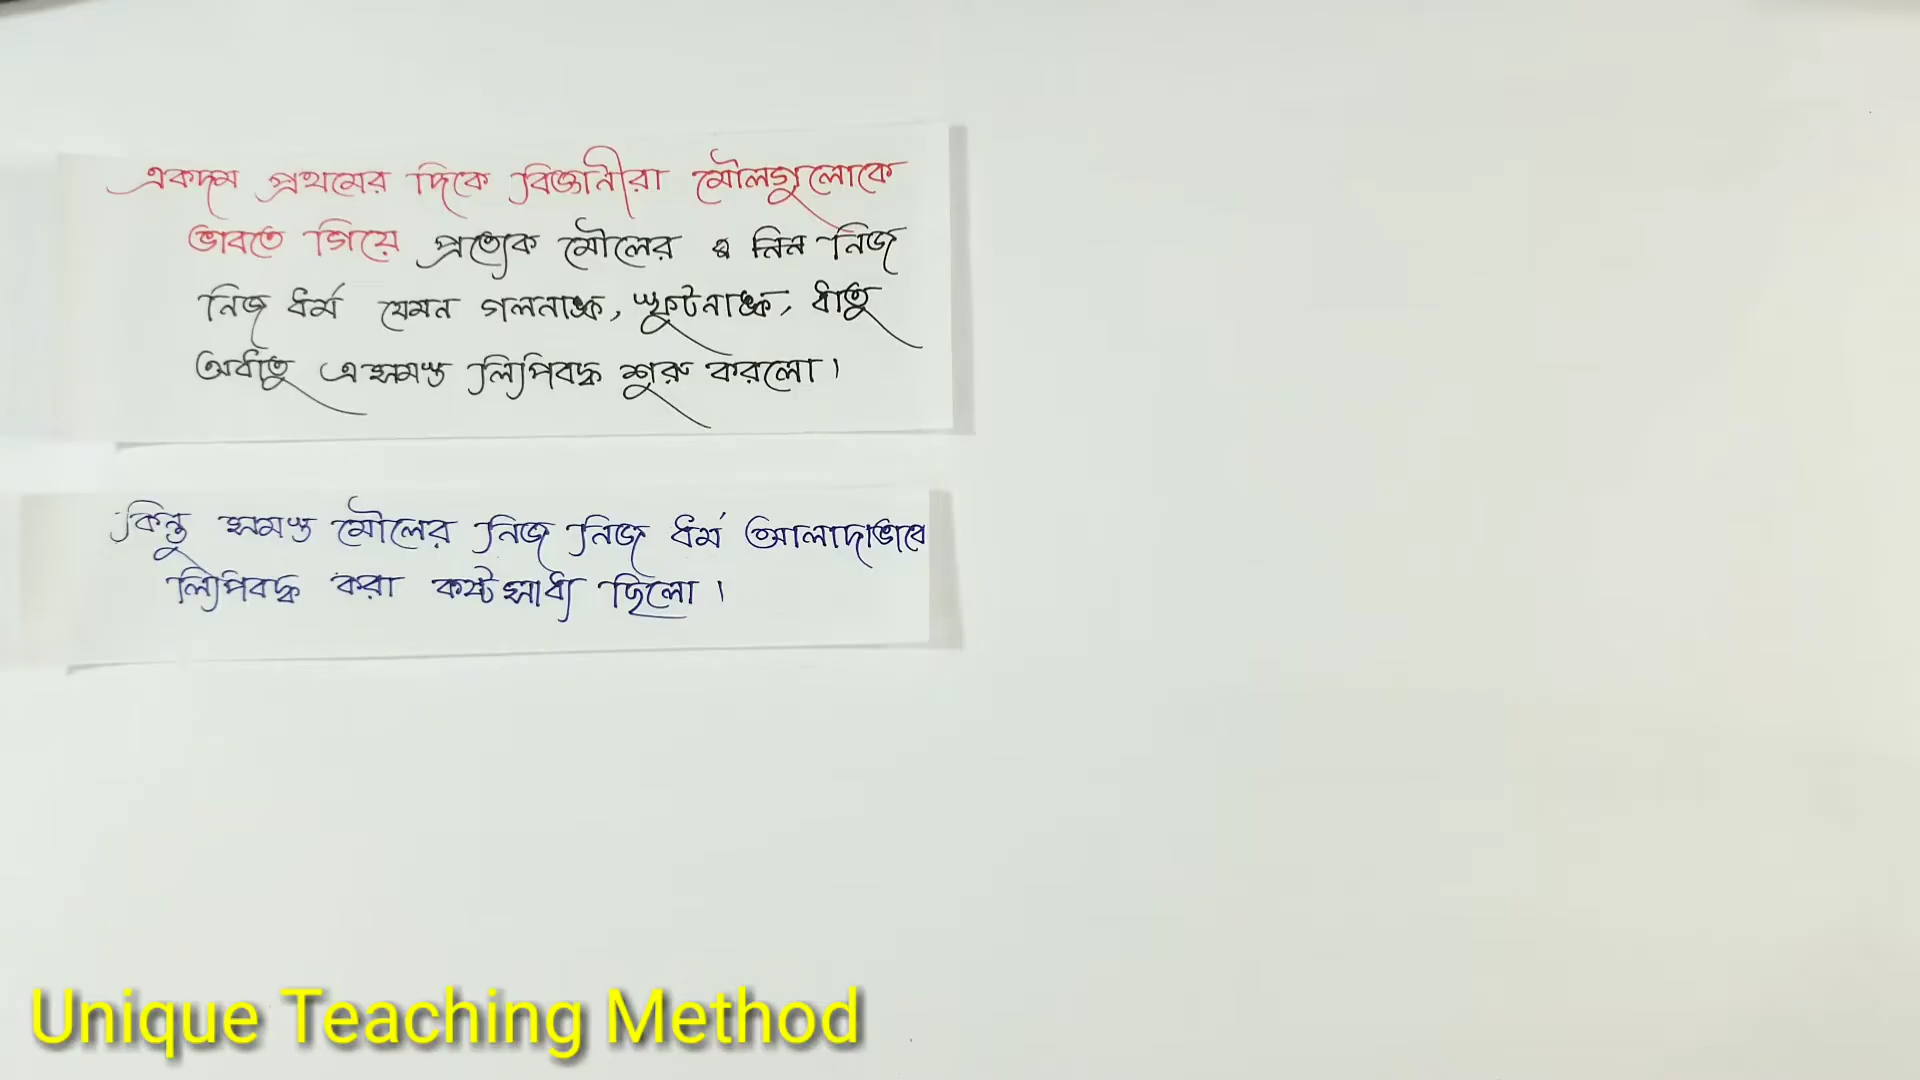 একদম প্রথমের দিকে বিজ্ঞানীরা মৌলগুলোকে
ভাবতে গিয়ে প্রত্যেক মৌলের নিজ
নিজ ধর্ম যেমন গলনাঙ্ক, স্ফুটনাঙ্ক, ধাতু
অধাতু এসমস্ত লিপিবদ্ধ শুরু করলো।
কিন্তু সমস্ত মৌলের নিজ নিজ ধর্ম আলাদাভাবে
লিপিবদ্ধ করা কষ্টসাধ্য ছিলো।
Unique Teaching Method